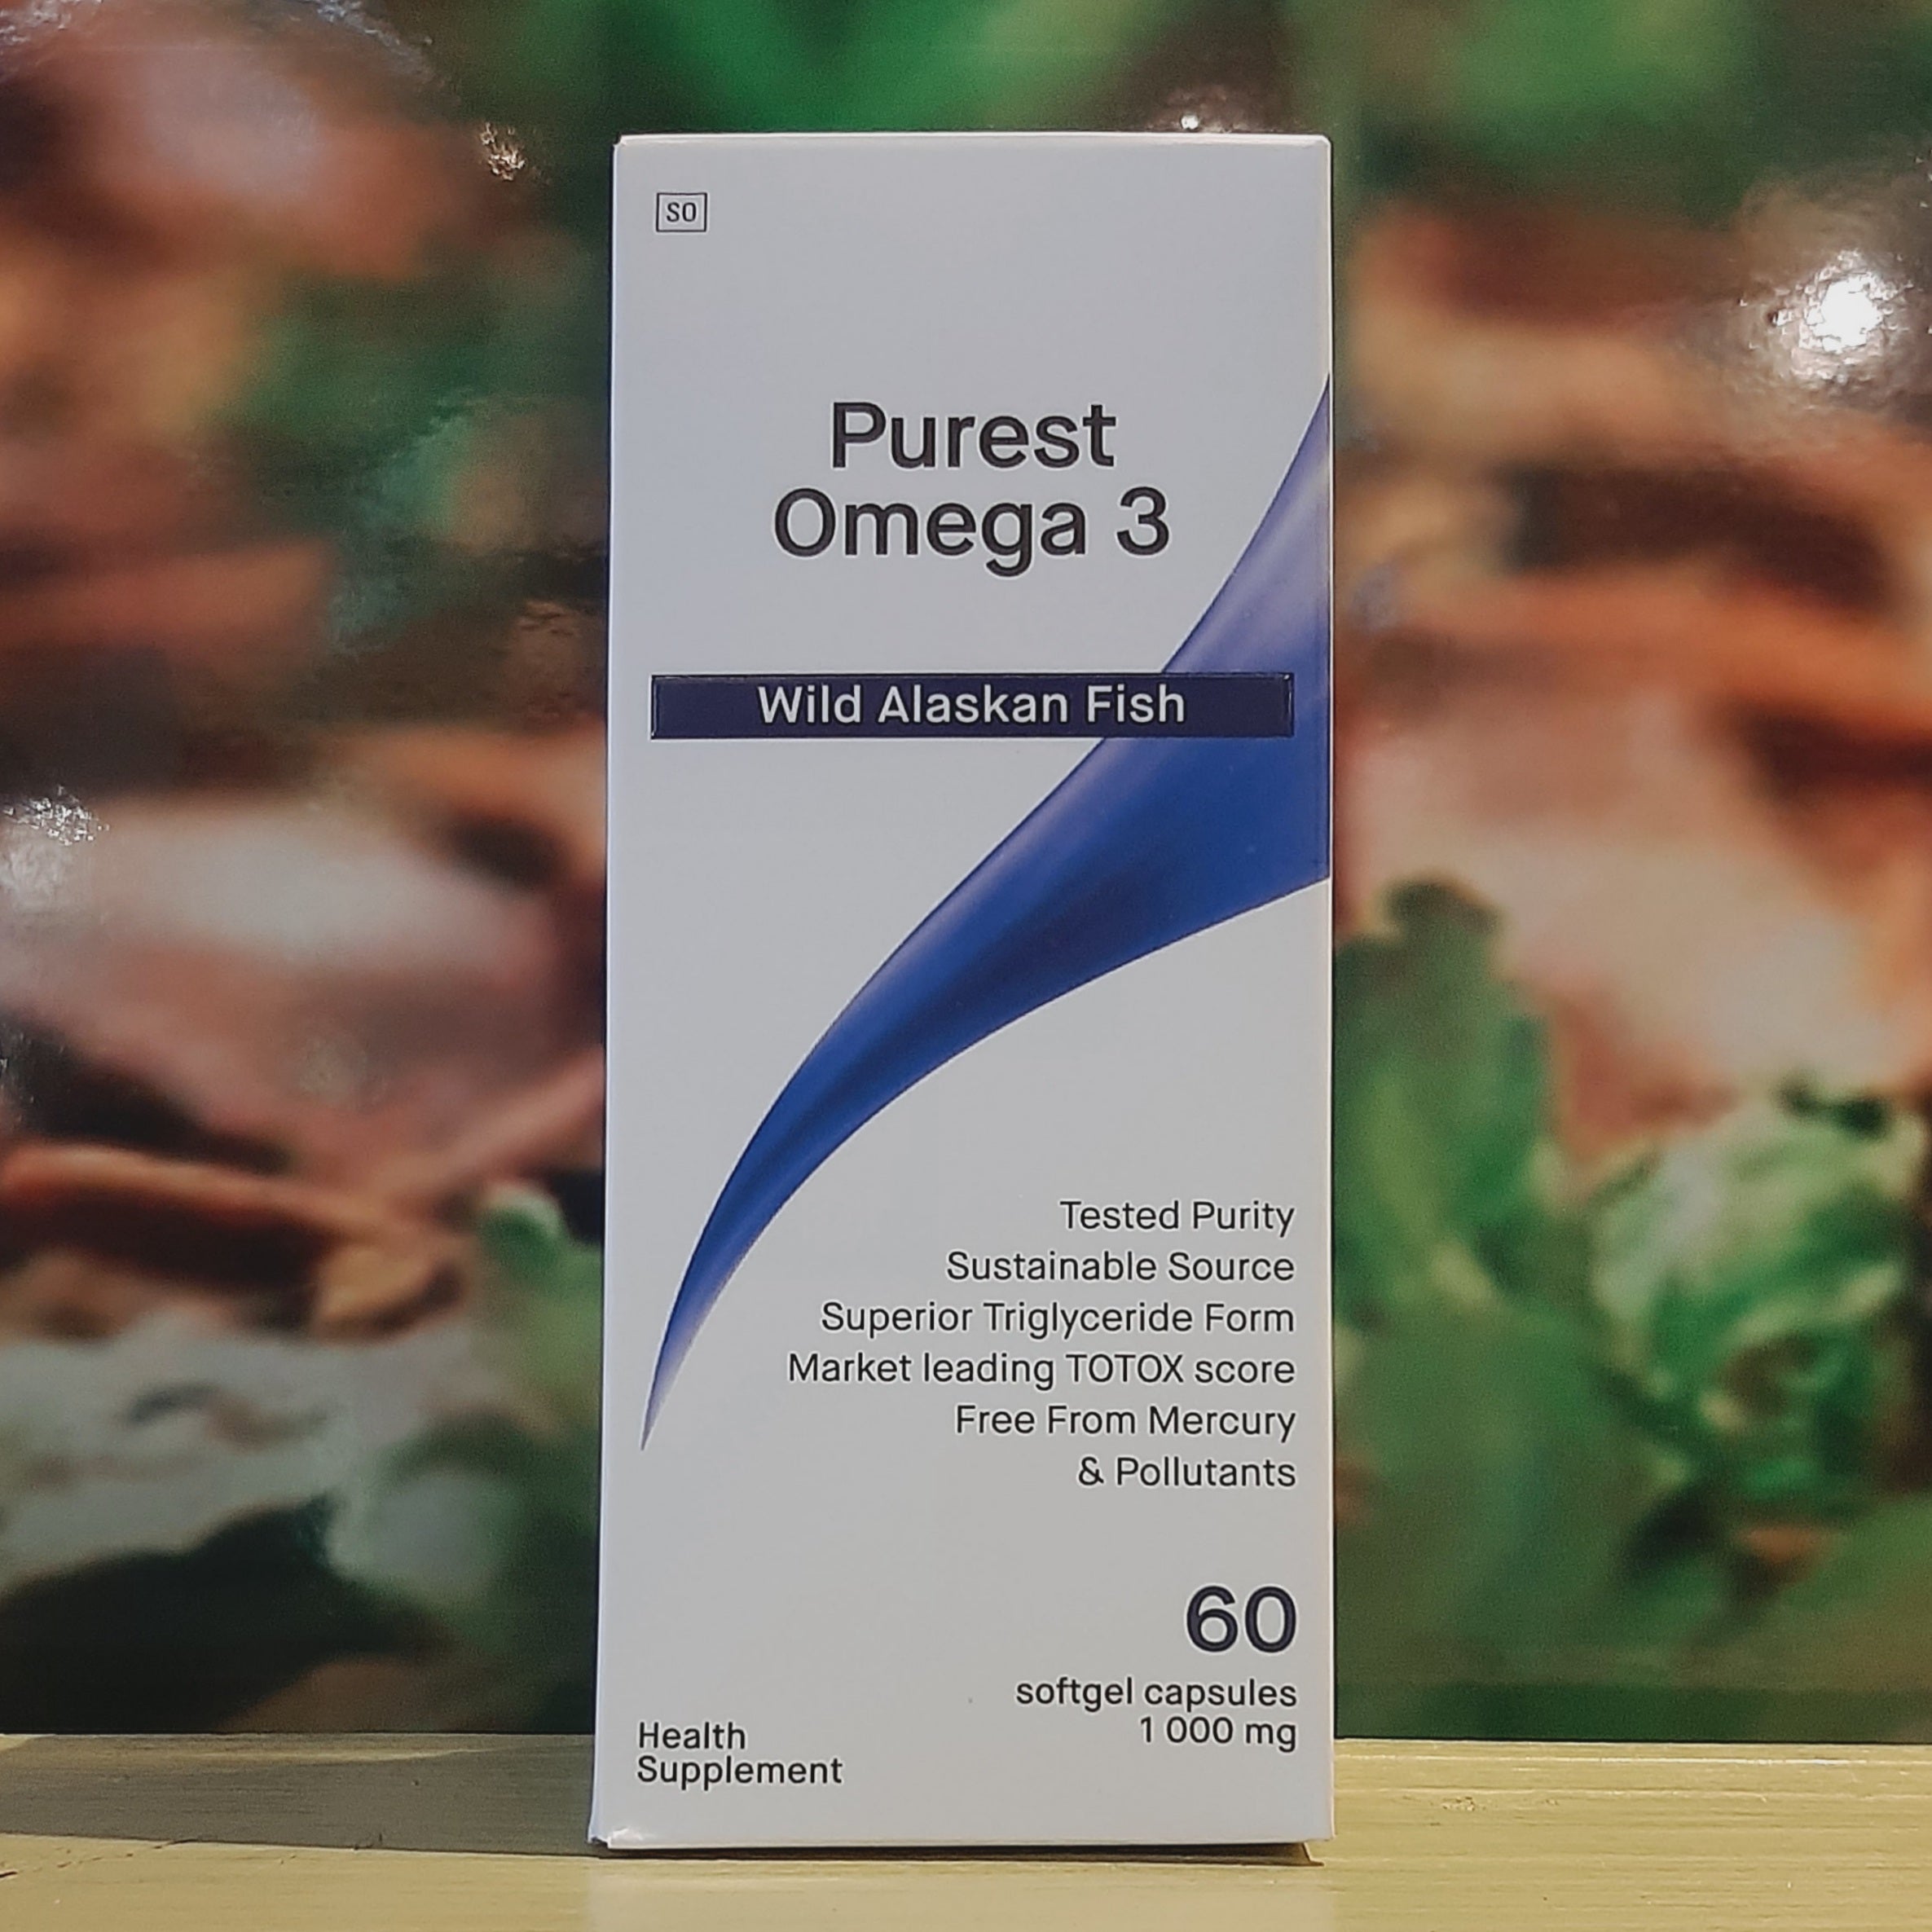 SO
Purest
Omega 3
Wild Alaskan Fish
Tested Purity
Sustainable Source
Superior Triglyceride Form
Market leading TOTOX score
Free From Mercury
& Pollutants
60
softgel capsules
1 000 mg
Health
Supplement